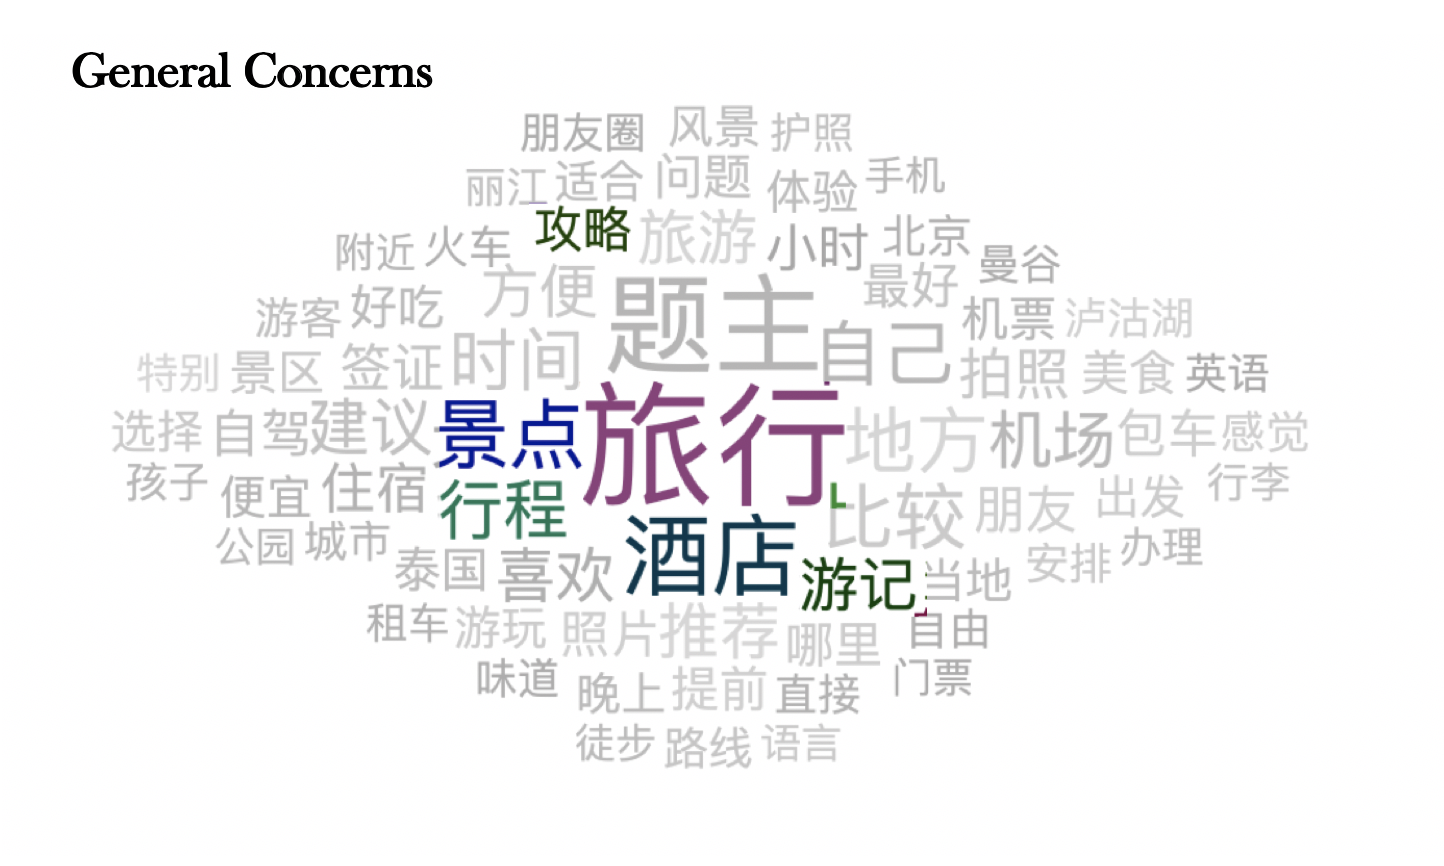 General Concerns
朋友圈 风景 护照
丽江 适合 问题 体验 手机
攻略 旅游 小时 北京
附近 火车 方便 最好 曼谷
游客 好吃 题主 机票 泸沽湖
特别 景区 签证 时间 自己 拍照 美食 英语
选择 自驾 建议 景点 旅行 地方 机场 包车 感觉
孩子 便宜 住宿 行程 比较 朋友 出发 行李
公园 城市 泰国 喜欢 酒店 游记 当地 安排 办理
租车 游玩 照片 推荐 哪里 自由
味道 晚上 提前 直接 门票
徒步 路线 语言